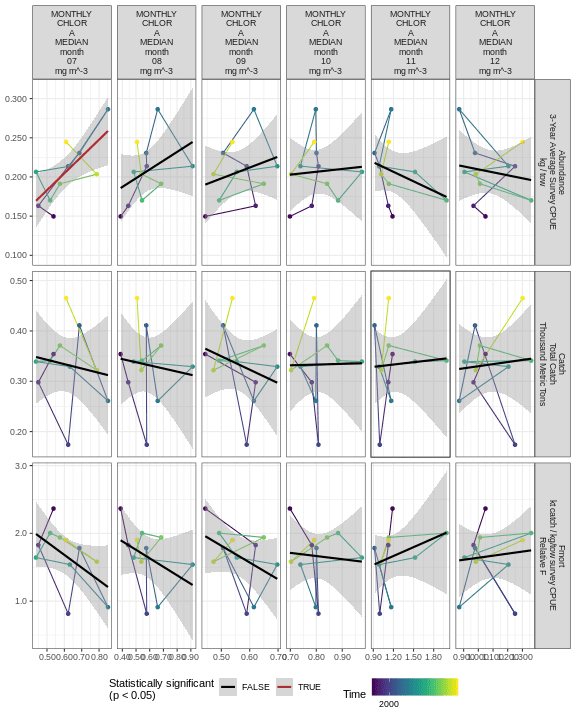 MONTHLY MONTHLY MONTHLY MONTHLY MONTHLY MONTHLY
CHLOR CHLOR CHLOR CHLOR CHLOR CHLOR
A A A A A A
MEDIAN MEDIAN MEDIAN MEDIAN MEDIAN MEDIAN
month month month month month month
07 08 09 10 11 12
mg m^-3 mg m^-3 mg m^-3 mg m^-3 mg m^-3 mg m^-3
0.300
0.250
0.200
0.150
0.100
Abundance
3-Year Average Survey CPUE
kg / tow
0.50
0.40
0.30
0.20
Catch
Total Catch
Thousand Metric Tons
3.0
2.0
1.0
Fmort
kt catch / kg/tow survey CPUE
Relative F
0.500 0.600 0.700 0.80 0.40 0.50 0.60 0.70 0.80 0.90 0.50 0.60 0.70 0.70 0.80 0.90 0.90 1.20 1.50 1.80 0.90 1.00 1.10 1.20 1.300
Statistically significant
(p < 0.05)
FALSE TRUE
Time
2000